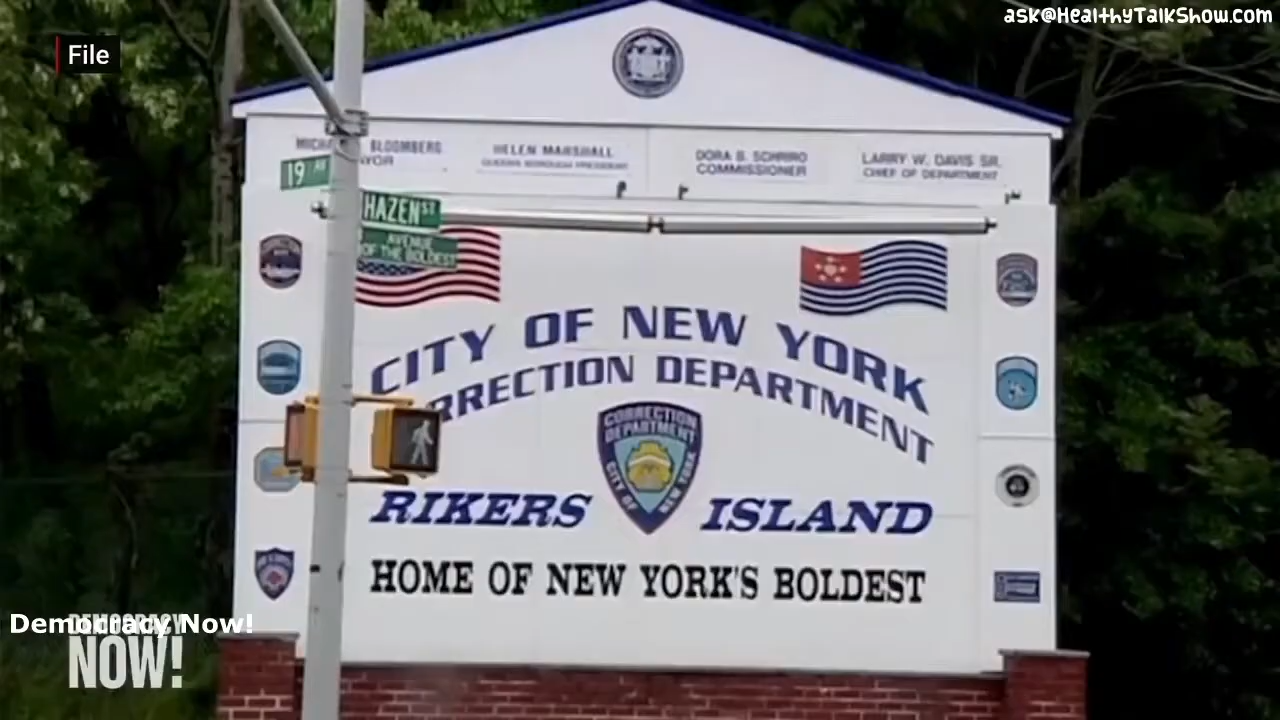 ask@HealthyTalkShow.com
File
BLOOMBERG
HELEN MARSHALL
QUEENS BOROUGH PRESIDENT
DORA B. SCHRIRO
COMMISSIONER
LARRY W. DAVIS SR.
CHIEF OF DEPARTMENT
19 AV
HAZEN ST
AVENUE
OF THE BOLDEST
CITY OF NEW YORK
RRECTION DEPARTMENT
CORRECTION
DEPARTMENT
CITY OF NEW YORK
RIKERS ISLAND
HOME OF NEW YORK'S BOLDEST
Democracy Now!
DEMOCRACY
NOW!